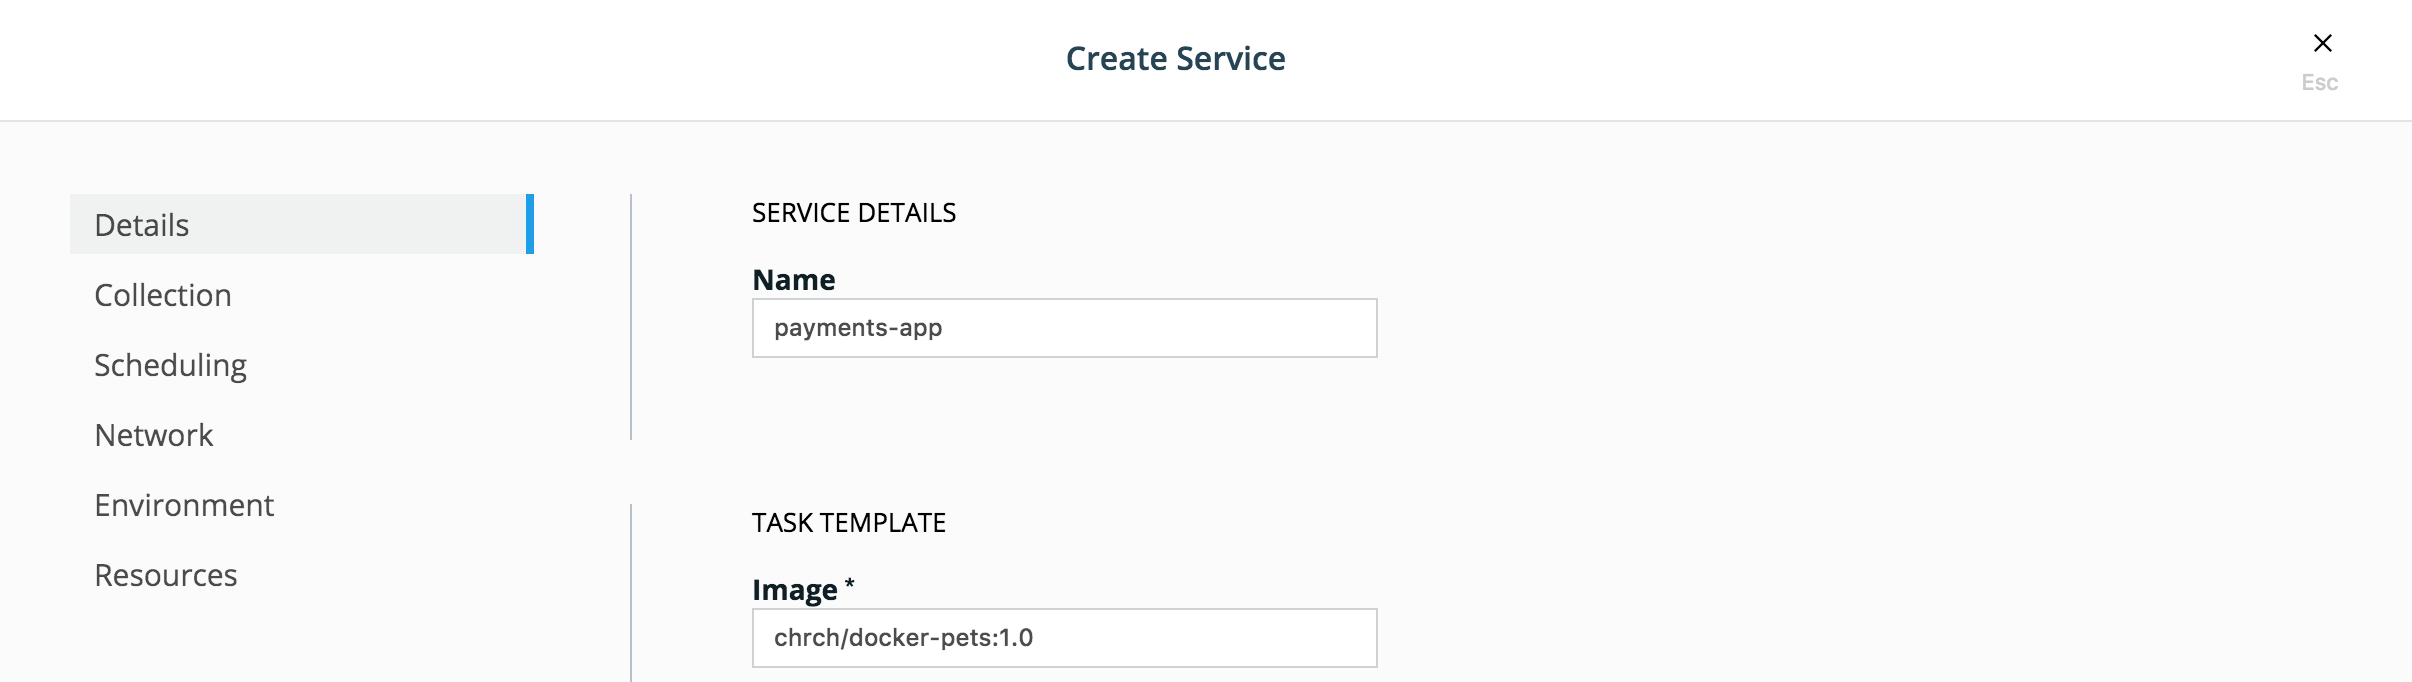 Create Service
Esc
Details
Collection
Scheduling
Network
Environment
Resources
SERVICE DETAILS
Name
payments-app
TASK TEMPLATE
Image *
chrch/docker-pets:1.0